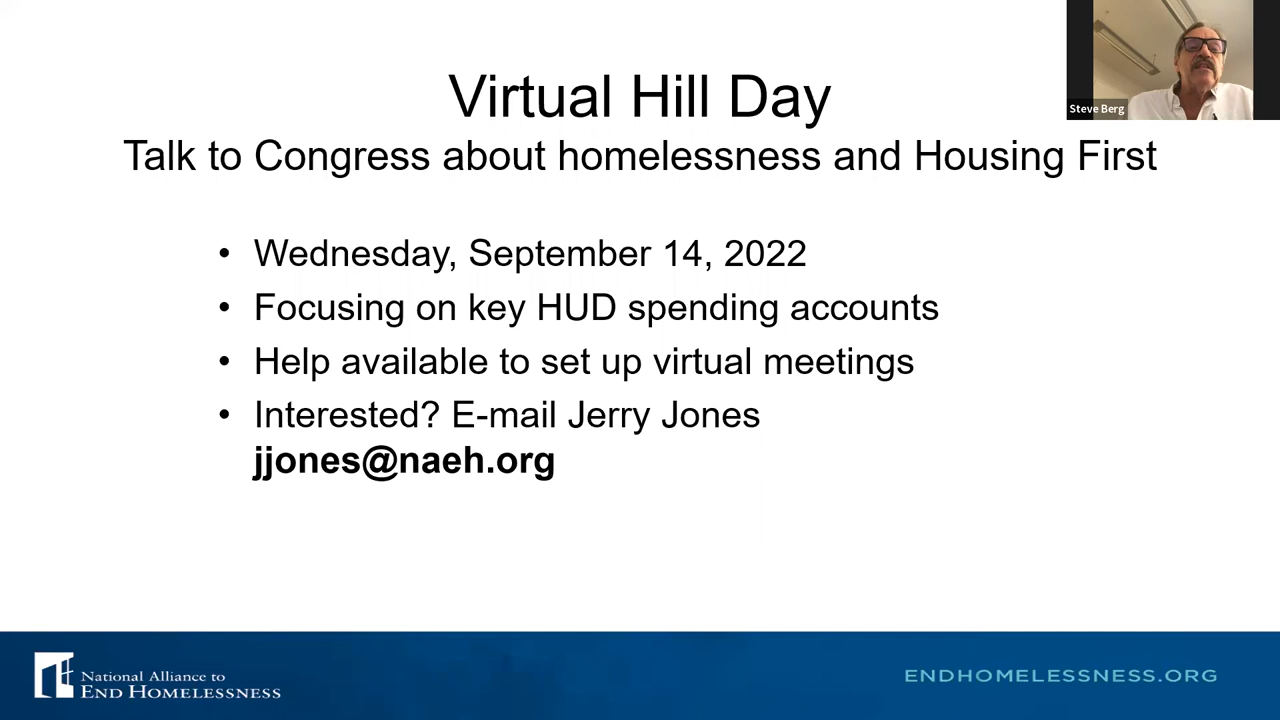 Virtual Hill Day
Talk to Congress about homelessness and Housing First
Steve Berg
• Wednesday, September 14, 2022
• Focusing on key HUD spending accounts
• Help available to set up virtual meetings
• Interested? E-mail Jerry Jones
jjones@naeh.org
National Alliance to
END HOMELESSNESS
ENDHOMELESSNESS.ORG